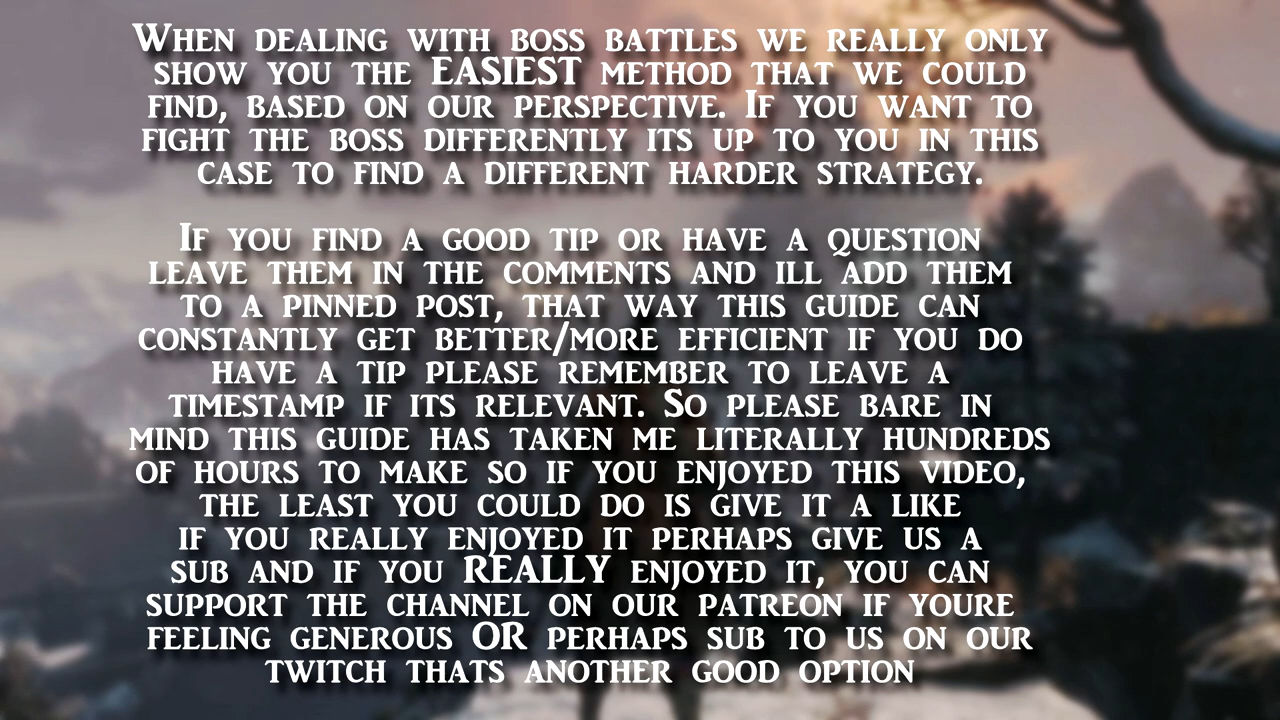 When dealing with boss battles we really only
show you the EASIEST method that we could
find, based on our perspective. If you want to
fight the boss differently its up to you in this
case to find a different harder strategy.
If you find a good tip or have a question
leave them in the comments and ill add them
to a pinned post, that way this guide can
constantly get better/more efficient if you do
have a tip please remember to leave a
timestamp if its relevant. So please bare in
mind this guide has taken me literally hundreds
of hours to make so if you enjoyed this video,
the least you could do is give it a like
if you really enjoyed it perhaps give us a
sub and if you REALLY enjoyed it, you can
support the channel on our patreon if youre
feeling generous OR perhaps sub to us on our
twitch thats another good option